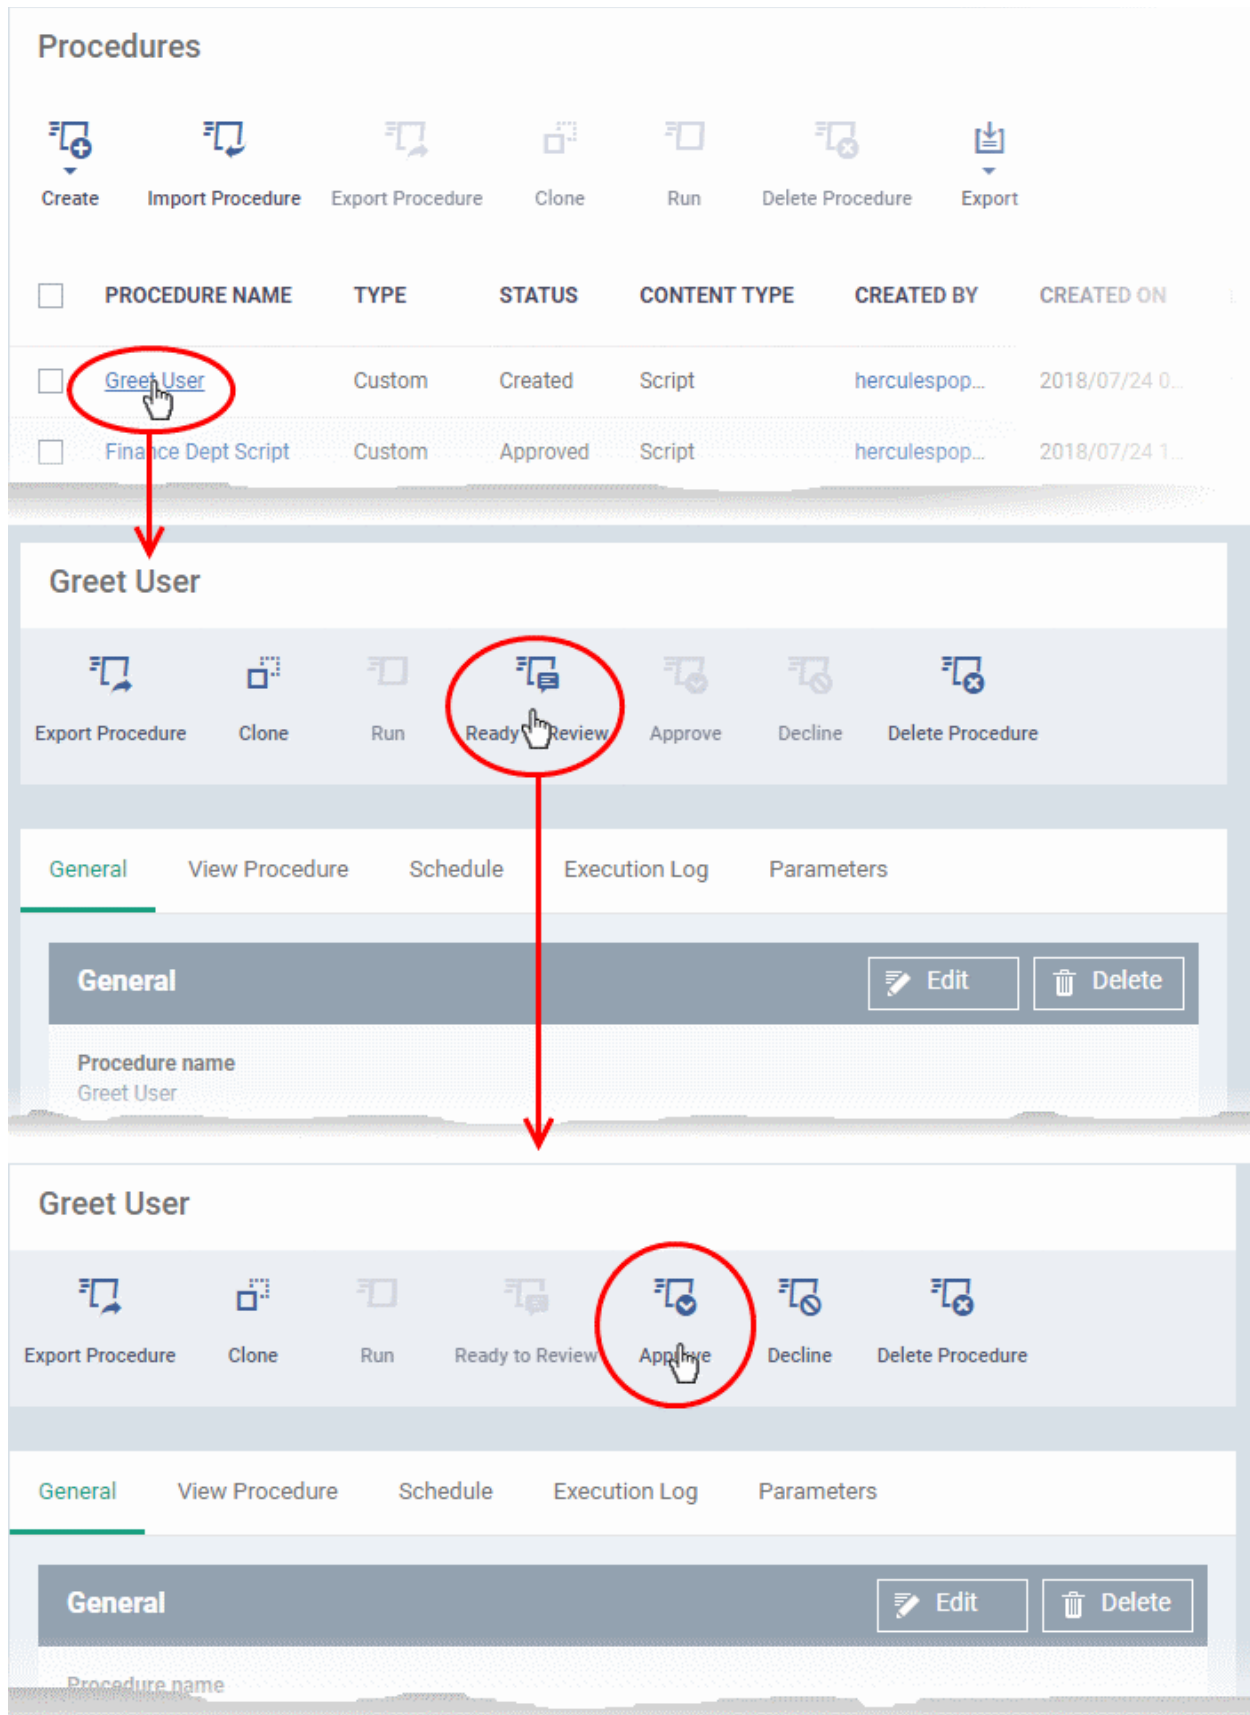 Procedures
Create Import Procedure Export Procedure Clone Run Delete Procedure Export
PROCEDURE NAME TYPE STATUS CONTENT TYPE CREATED BY CREATED ON
Greet User Custom Created Script herculespop... 2018/07/24 0...
Finance Dept Script Custom Approved Script herculespop... 2018/07/24 1...
Greet User
Export Procedure Clone Run Ready Review Approve Decline Delete Procedure
General View Procedure Schedule Execution Log Parameters
General Edit Delete
Procedure name
Greet User
Greet User
Export Procedure Clone Run Ready to Review Approve Decline Delete Procedure
General View Procedure Schedule Execution Log Parameters
General Edit Delete
Procedure name